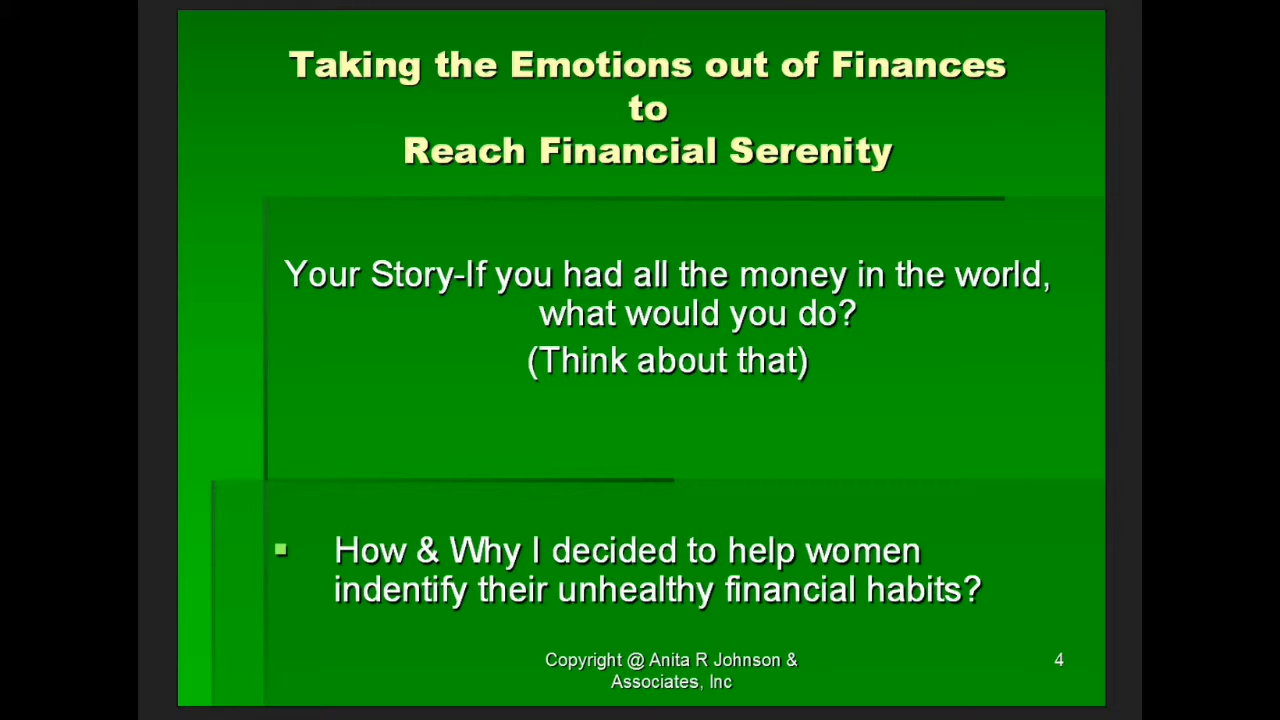 Taking the Emotions out of Finances
to
Reach Financial Serenity
Your Story-If you had all the money in the world,
what would you do?
(Think about that)
▪ How & Why I decided to help women
indentify their unhealthy financial habits?
Copyright @ Anita R Johnson &
Associates, Inc
4